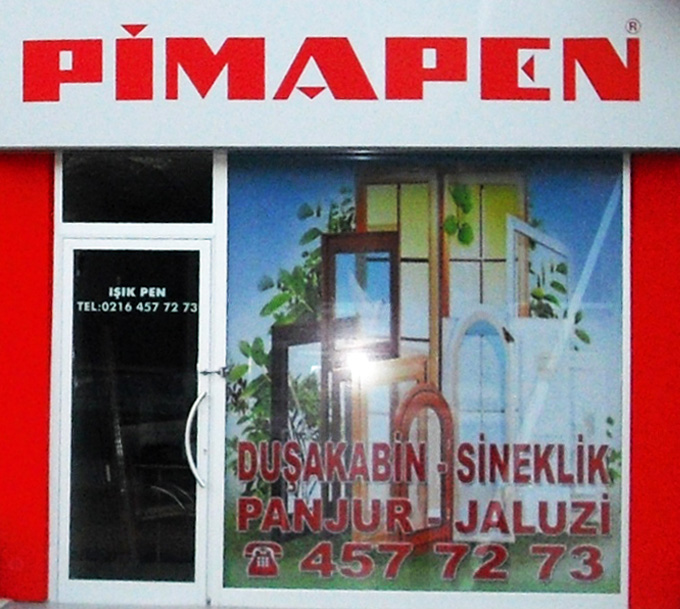 PİMAPEN®
IŞIK PEN
TEL:0216 457 72 73
DUŞAKABİN - SİNEKLİK
PANJUR - JALUZİ
☎ 457 72 73